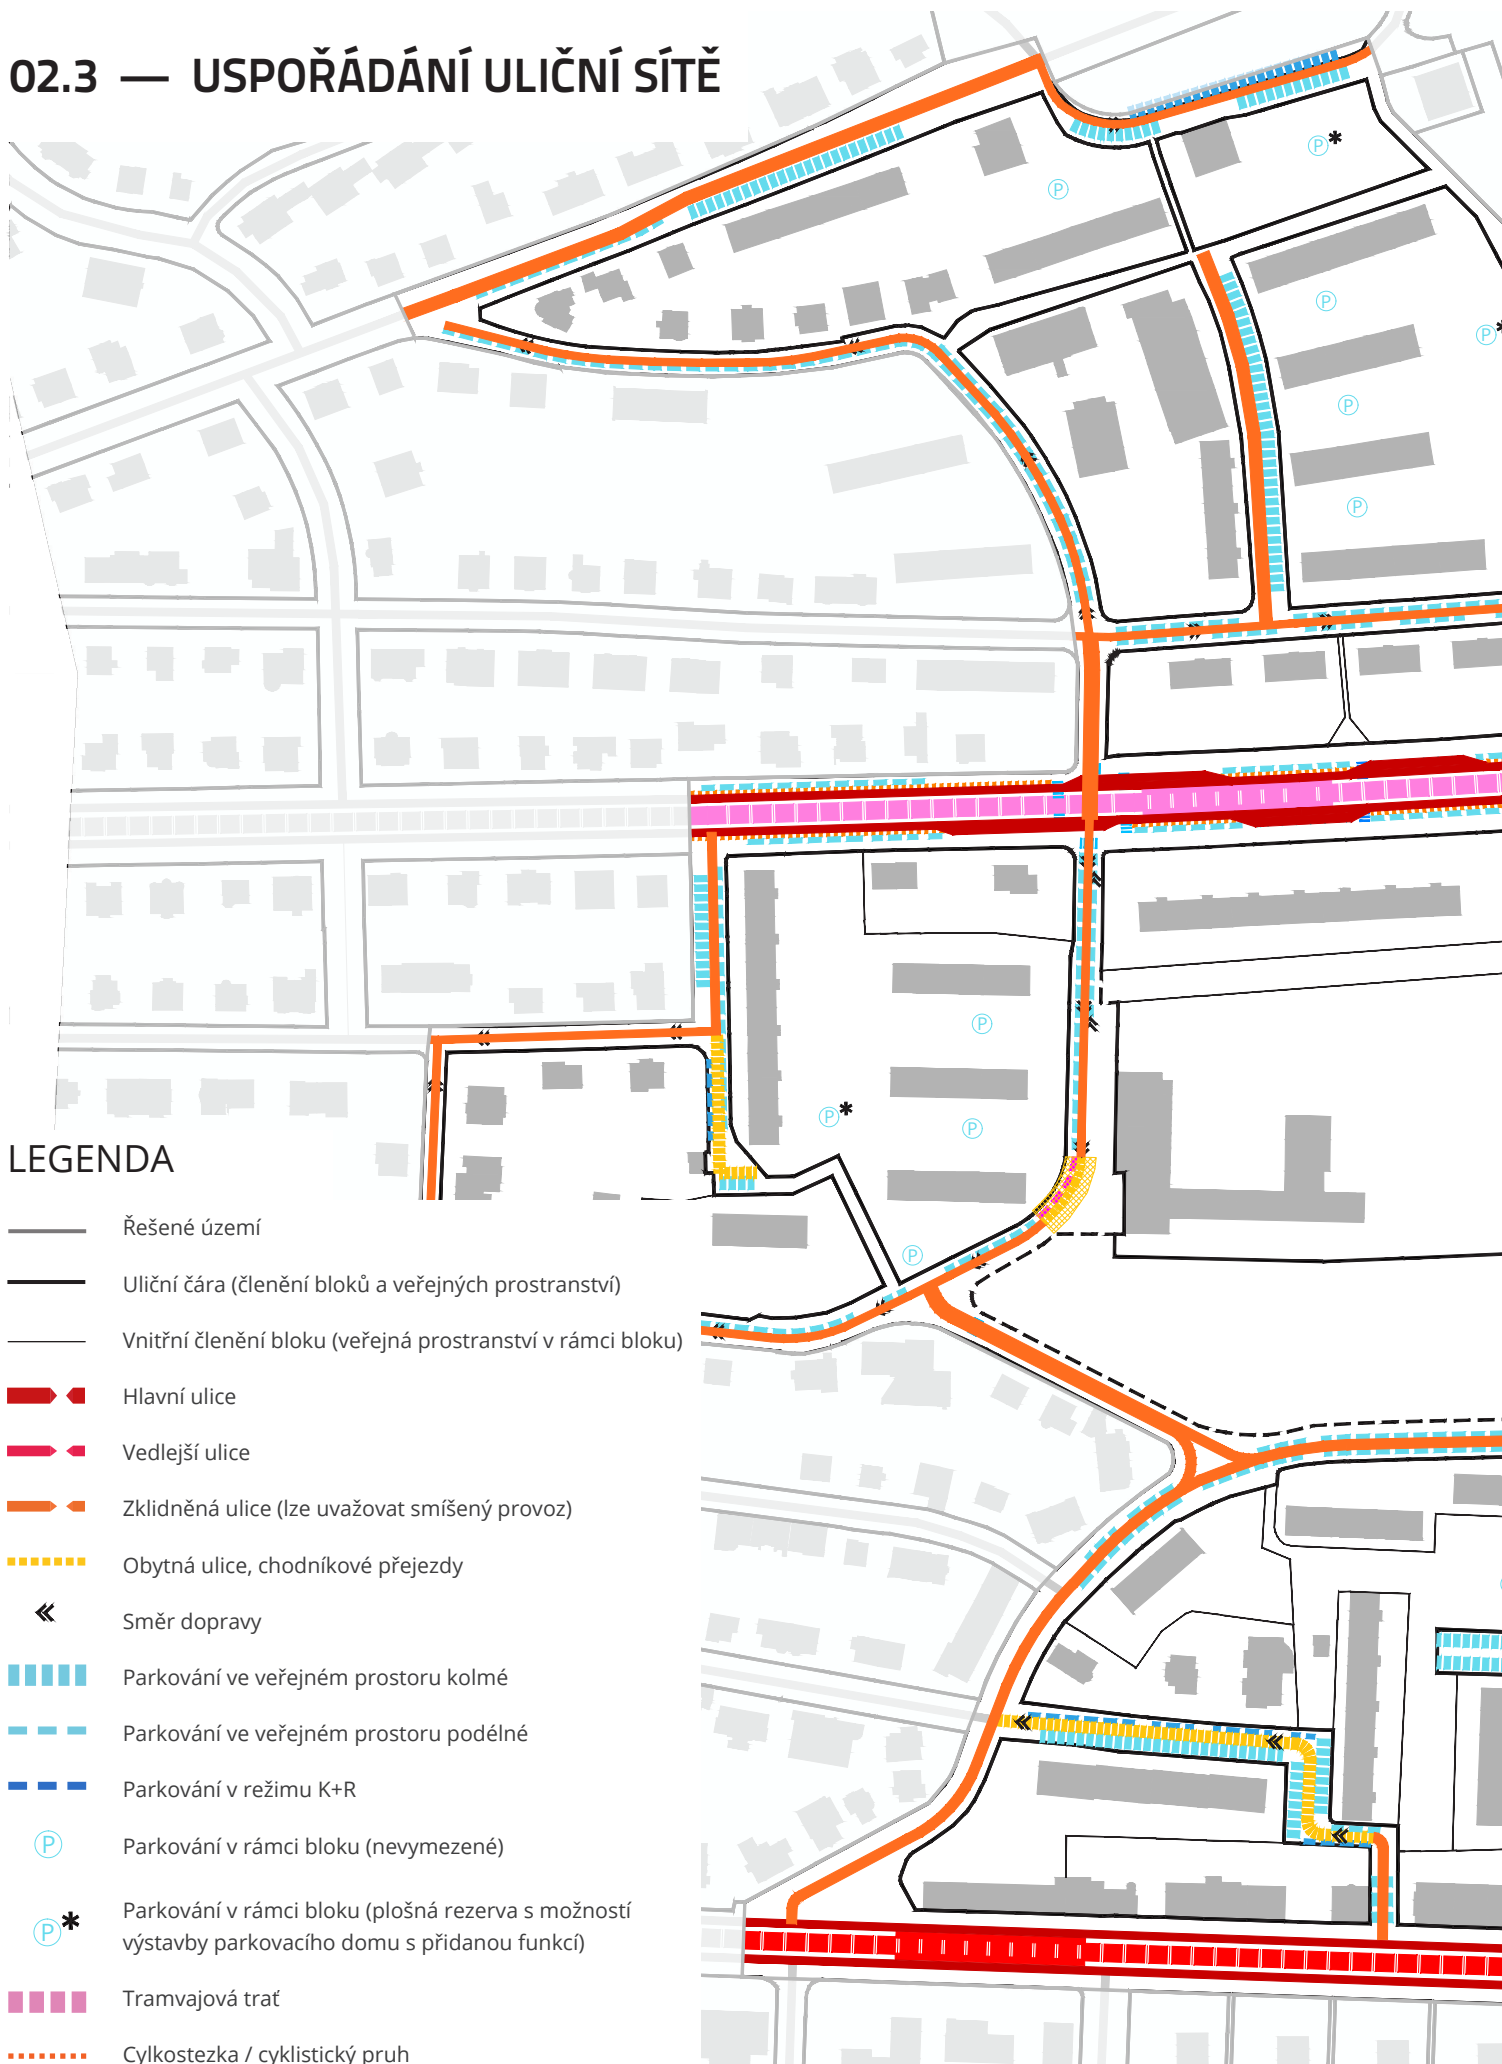 02.3 — USPOŘÁDÁNÍ ULIČNÍ SÍTĚ
P
P*
P
P
P
P
P
P
P*
P
P
LEGENDA
Řešené území
Uliční čára (členění bloků a veřejných prostranství)
Vnitřní členění bloku (veřejná prostranství v rámci bloku)
Hlavní ulice
Vedlejší ulice
Zklidněná ulice (lze uvažovat smíšený provoz)
Obytná ulice, chodníkové přejezdy
Směr dopravy
Parkování ve veřejném prostoru kolmé
Parkování ve veřejném prostoru podélné
Parkování v režimu K+R
P Parkování v rámci bloku (nevymezené)
P* Parkování v rámci bloku (plošná rezerva s možností
výstavby parkovacího domu s přidanou funkcí)
Tramvajová trať
Cylkostezka / cyklistický pruh